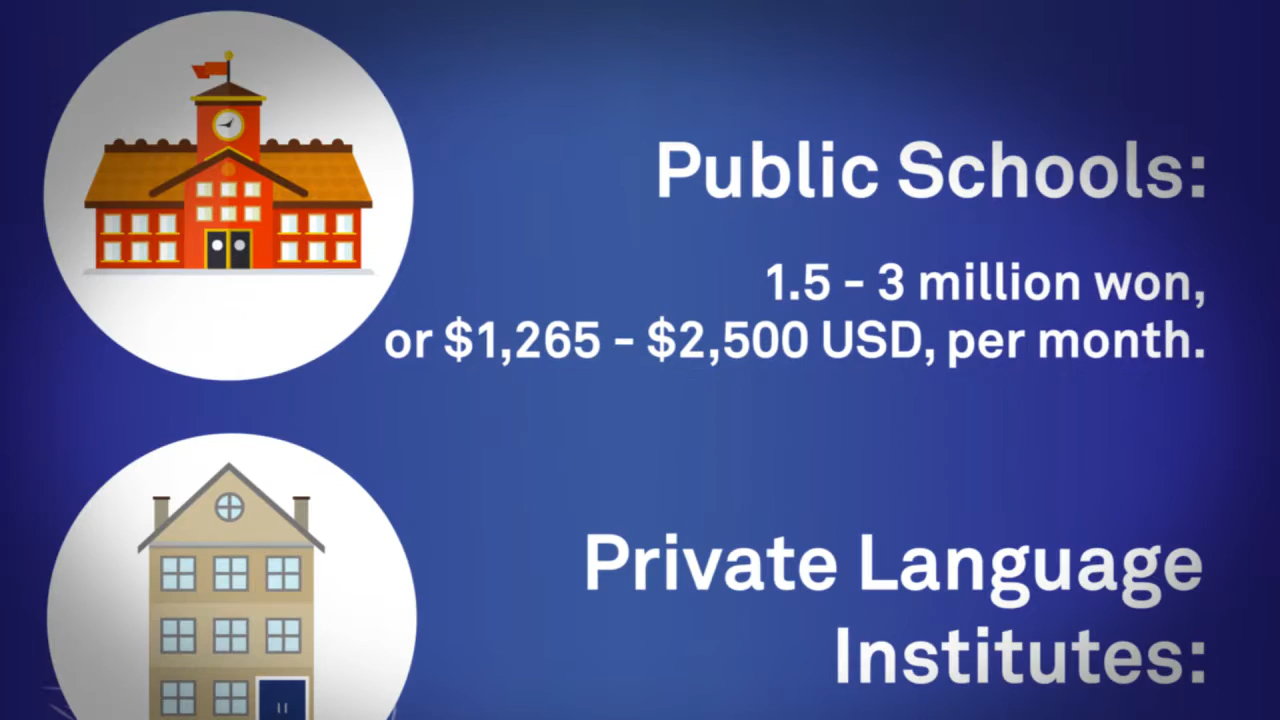 Public Schools:
1.5 - 3 million won,
or $1,265 - $2,500 USD, per month.
Private Language
Institutes: